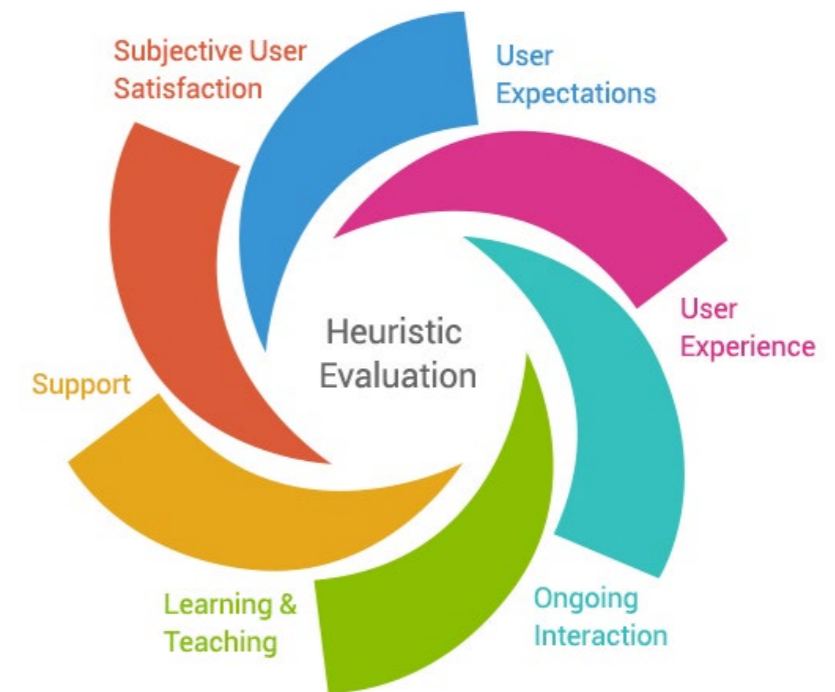 Subjective User
Satisfaction
User
Expectations
User
Experience
Heuristic
Evaluation
Support
Ongoing
Interaction
Learning &
Teaching